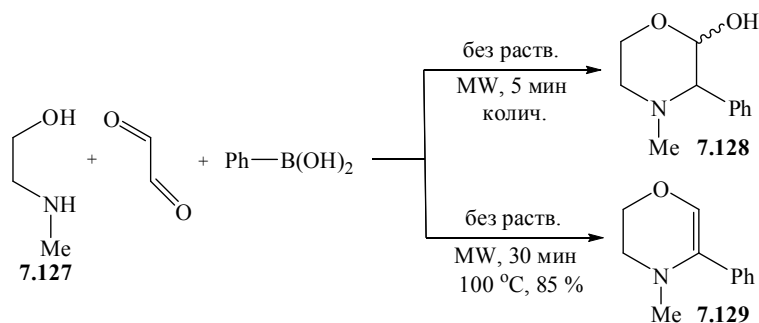 OH
NH
Me
7.127
+
O
O
+
Ph
B(OH)2
без раств.
MW, 5 мин
колич.
O
OH
N
Ph
Me
7.128
без раств.
MW, 30 мин
100 °C, 85 %
O
N
Ph
Me
7.129